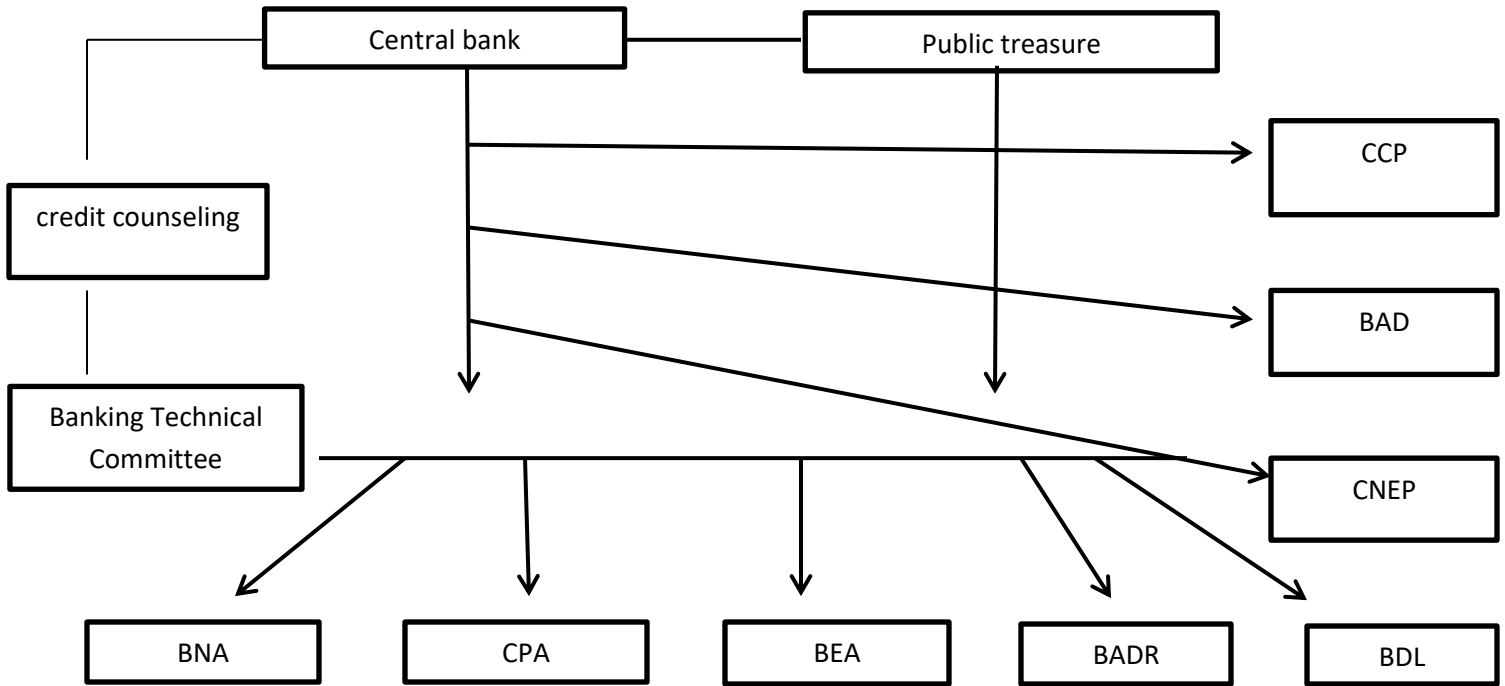 Central bank
Public treasure
CCP
credit counseling
BAD
Banking Technical
Committee
CNEP
BNA
CPA
BEA
BADR
BDL